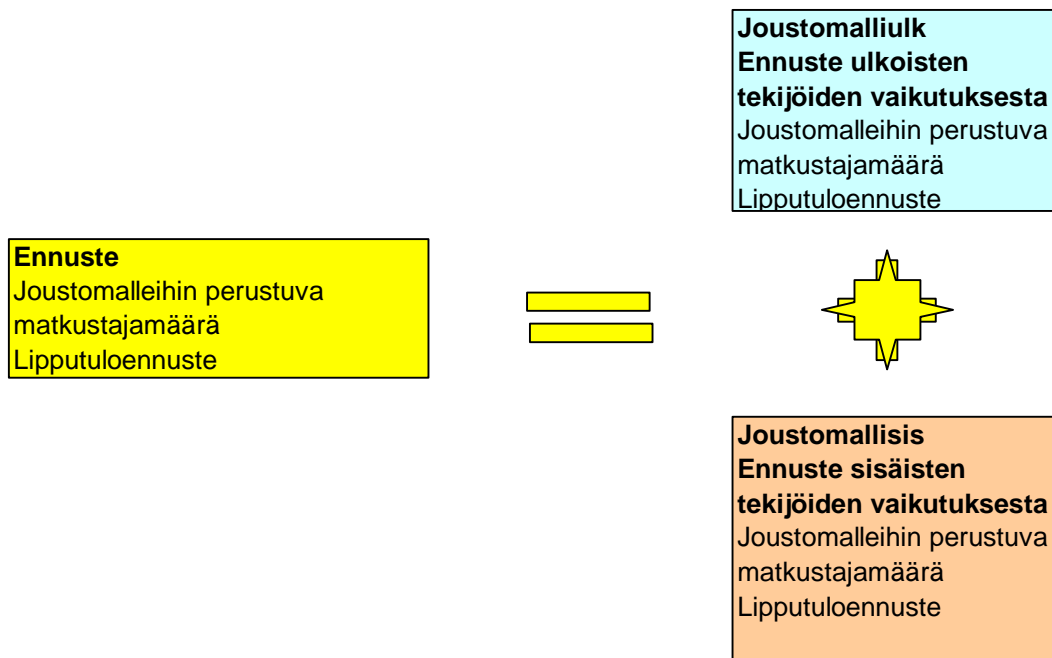 Joustomalliulk
Ennuste ulkoisten
tekijöiden vaikutuksesta
Joustomalleihin perustuva
matkustajamäärä
Lipputuloennuste
Ennuste
Joustomalleihin perustuva
matkustajamäärä
Lipputuloennuste
Joustomallisis
Ennuste sisäisten
tekijöiden vaikutuksesta
Joustomalleihin perustuva
matkustajamäärä
Lipputuloennuste